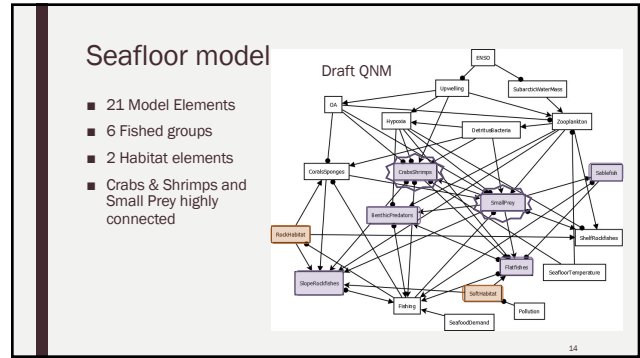 Seafloor model
Draft QNM
■ 21 Model Elements
■ 6 Fished groups
■ 2 Habitat elements
■ Crabs & Shrimps and
Small Prey highly
connected
ENSO
Upwelling
SubarcticWaterMass
OA
Hypoxia
Zooplankton
DetritusBacteria
CoralsSponges
CrabsShrimps
Sablefish
SmallPrey
BenthicPredators
RockHabitat
ShelfRockfishes
Flatfishes
SeafloorTemperature
SlopeRockfishes
SoftHabitat
Fishing
Pollution
SeafoodDemand
14